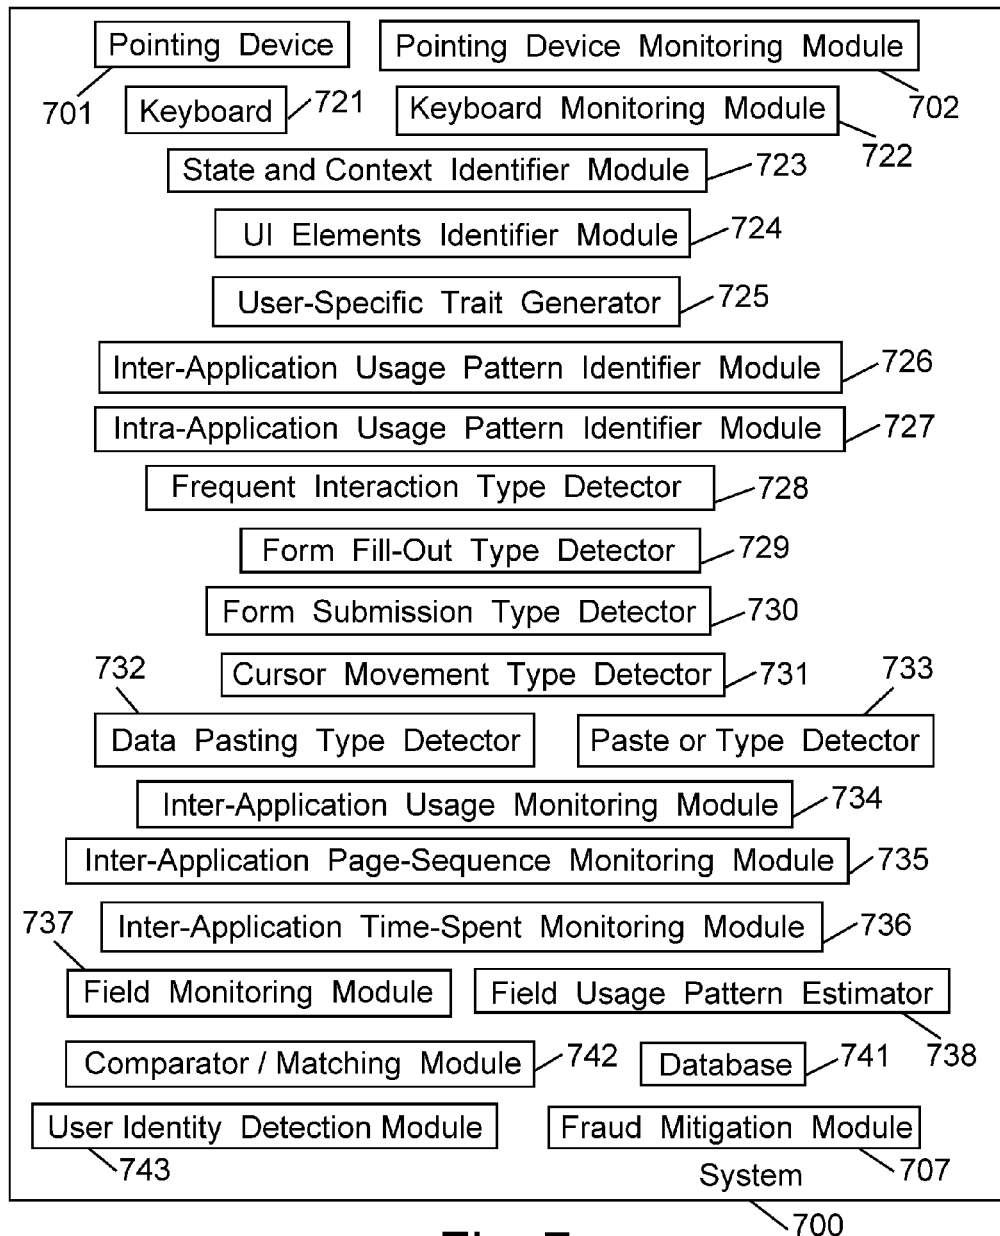 Pointing Device
Pointing Device Monitoring Module
701
702
Keyboard
721
Keyboard Monitoring Module
722
State and Context Identifier Module
723
UI Elements Identifier Module
724
User-Specific Trait Generator
725
Inter-Application Usage Pattern Identifier Module
726
Intra-Application Usage Pattern Identifier Module
727
Frequent Interaction Type Detector
728
Form Fill-Out Type Detector
729
Form Submission Type Detector
730
732
Cursor Movement Type Detector
731
733
Data Pasting Type Detector
Paste or Type Detector
Inter-Application Usage Monitoring Module
734
Inter-Application Page-Sequence Monitoring Module
735
737
Inter-Application Time-Spent Monitoring Module
736
Field Monitoring Module
Field Usage Pattern Estimator
738
Comparator / Matching Module
742
Database
741
User Identity Detection Module
743
Fraud Mitigation Module
707
System
700